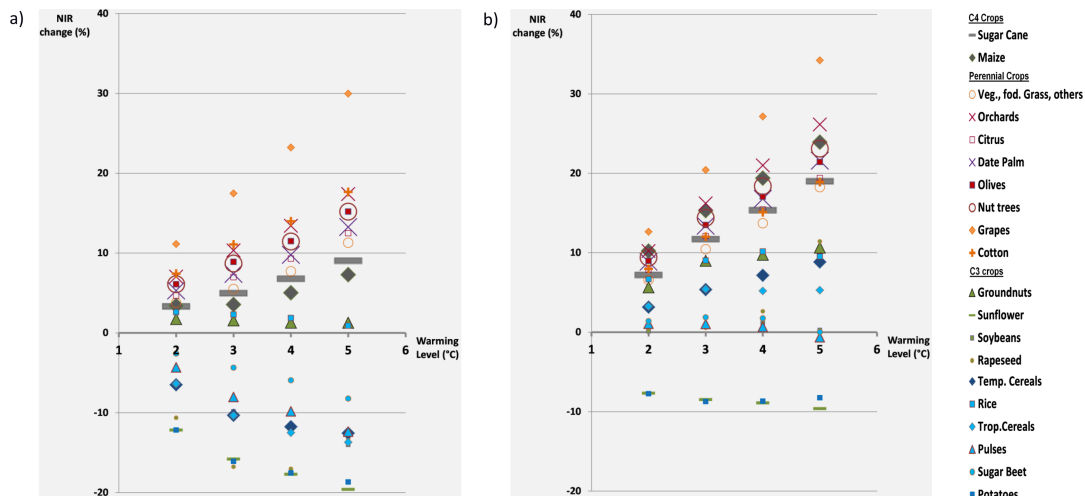 a)
NIR
change (%)
40
30
20
10
0
-10
-20
1
2
3
4
5
6
Warming
Level (°C)
b)
NIR
change (%)
40
30
20
10
0
-10
-20
1
2
3
4
5
6
Warming
Level (°C)
C4 Crops
Sugar Cane
Maize
Perennial Crops
Veg., fod. Grass, others
Orchards
Citrus
Date Palm
Olives
Nut trees
Grapes
Cotton
C3 crops
Groundnuts
Sunflower
Soybeans
Rapeseed
Temp. Cereals
Rice
Trop.Cereals
Pulses
Sugar Beet
Potatoes